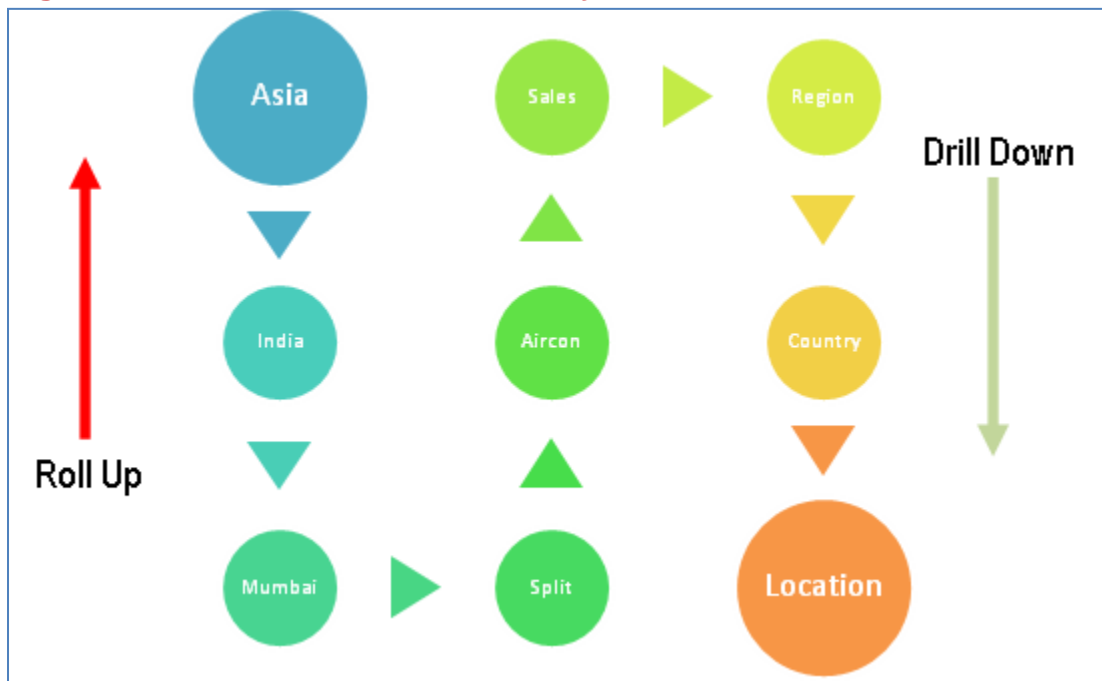 Asia
Sales
Region
Drill Down
India
Aircon
Country
Roll Up
Mumbai
Split
Location